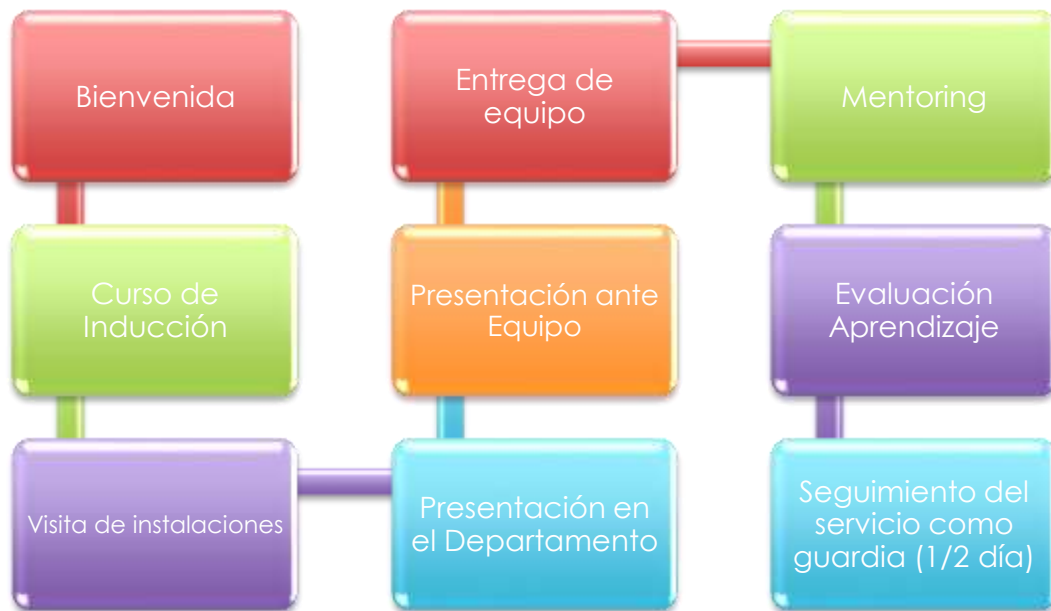 Bienvenida
Curso de
Inducción
Visita de instalaciones
Presentación en
el Departamento
Presentación ante
Equipo
Entrega de
equipo
Mentoring
Evaluación
Aprendizaje
Seguimiento del
servicio como
guardia (1/2 día)